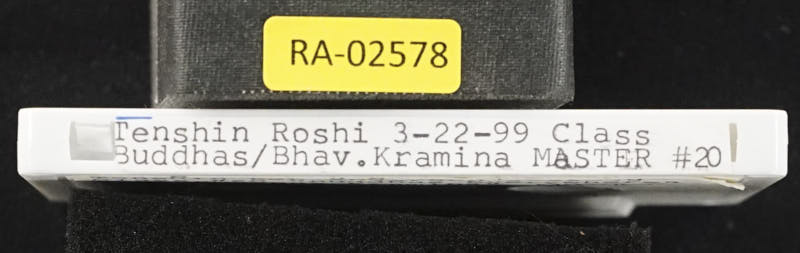 RA-02578
Tenshin Roshi 3-22-99 Class
Buddhas/Bhav.Kramina MASTER #20